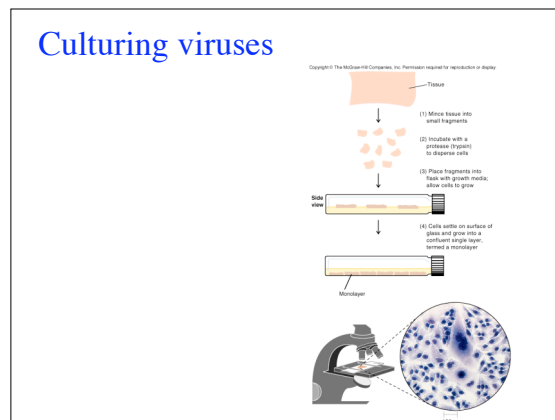 Culturing viruses
Copyright © The McGraw-Hill Companies, Inc. Permission required for reproduction or display.
Tissue
(1) Mince tissue into
small fragments
(2) Incubate with a
protease (trypsin)
to disperse cells
(3) Place fragments into
flask with growth media;
allow cells to grow
Side
view
(4) Cells settle on surface of
glass and grow into a
confluent single layer,
termed a monolayer
Monolayer